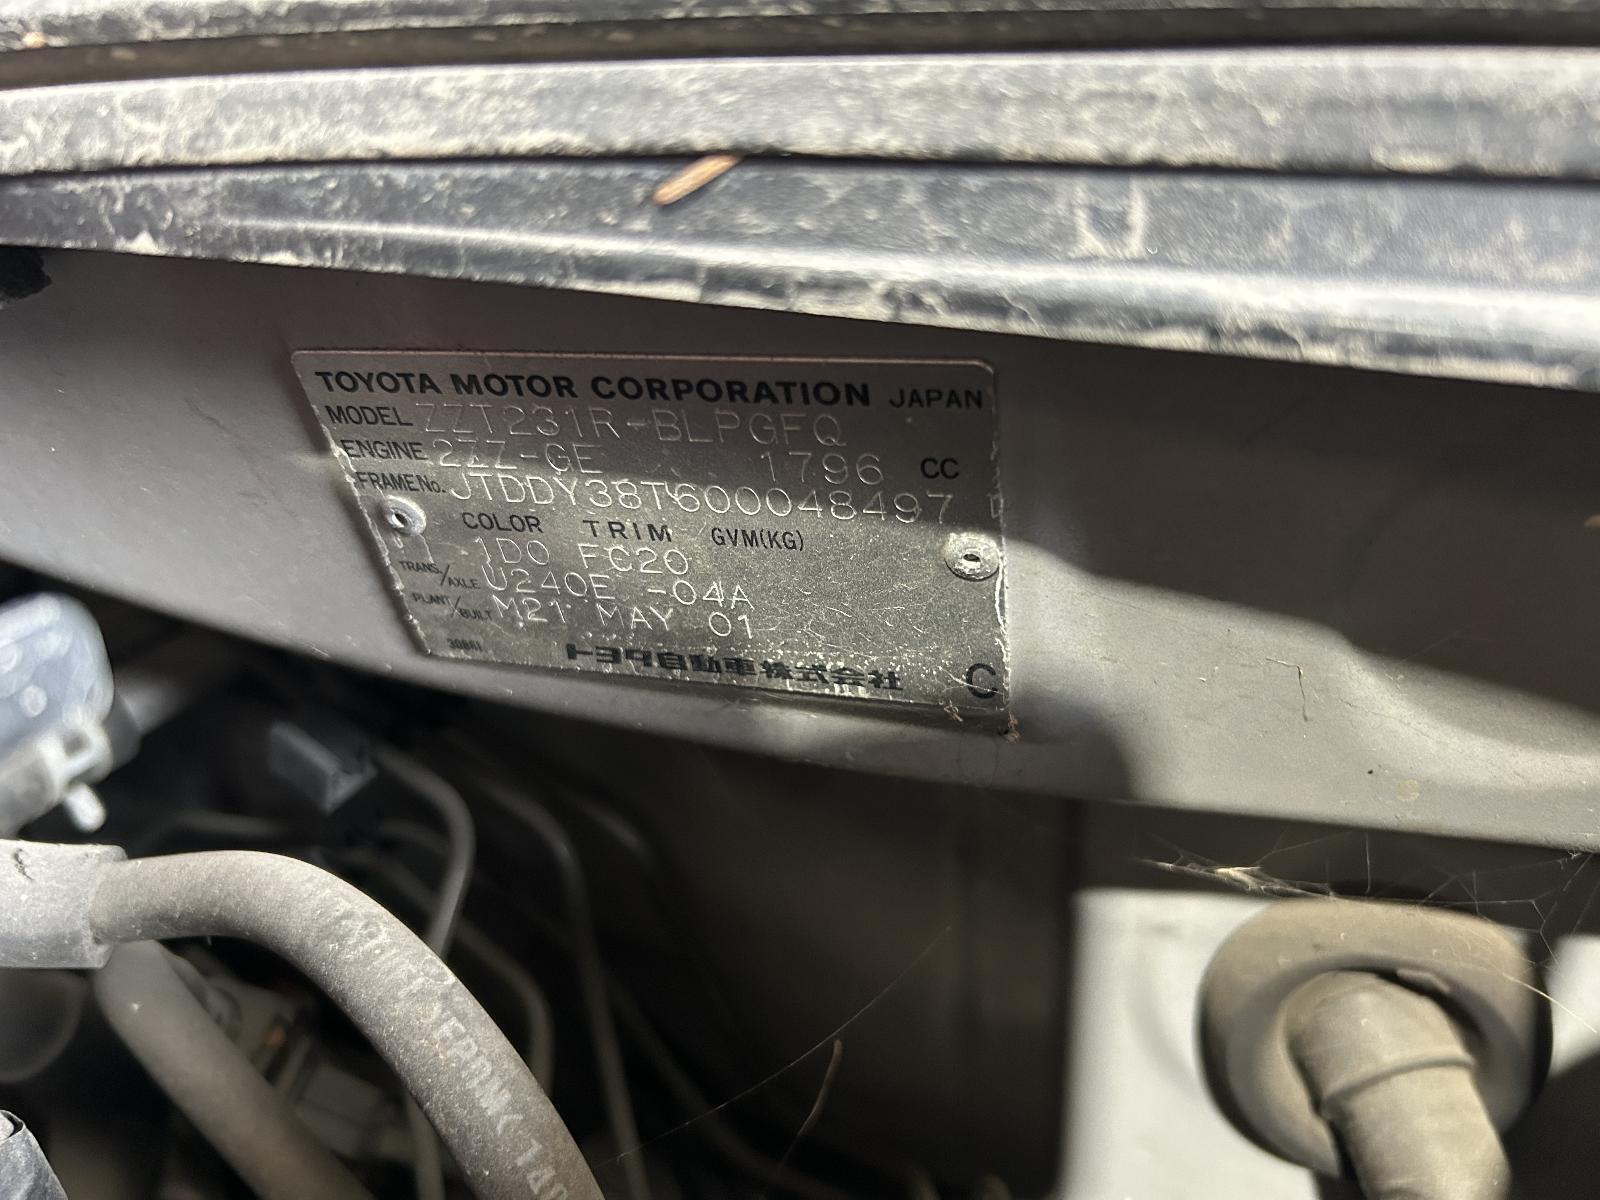 TOYOTA MOTOR CORPORATION JAPAN
MODEL ZZT231R-BLPGFQ
ENGINE 2ZZ-GE 1796 CC
FRAME No. JTDDY38T600048497
COLOR TRIM GVM(KG)
1D0 FC20
TRANS./AXLE U240E -04A
PLANT/BUILT M21 MAY 01
トヨタ自動車株式会社 C